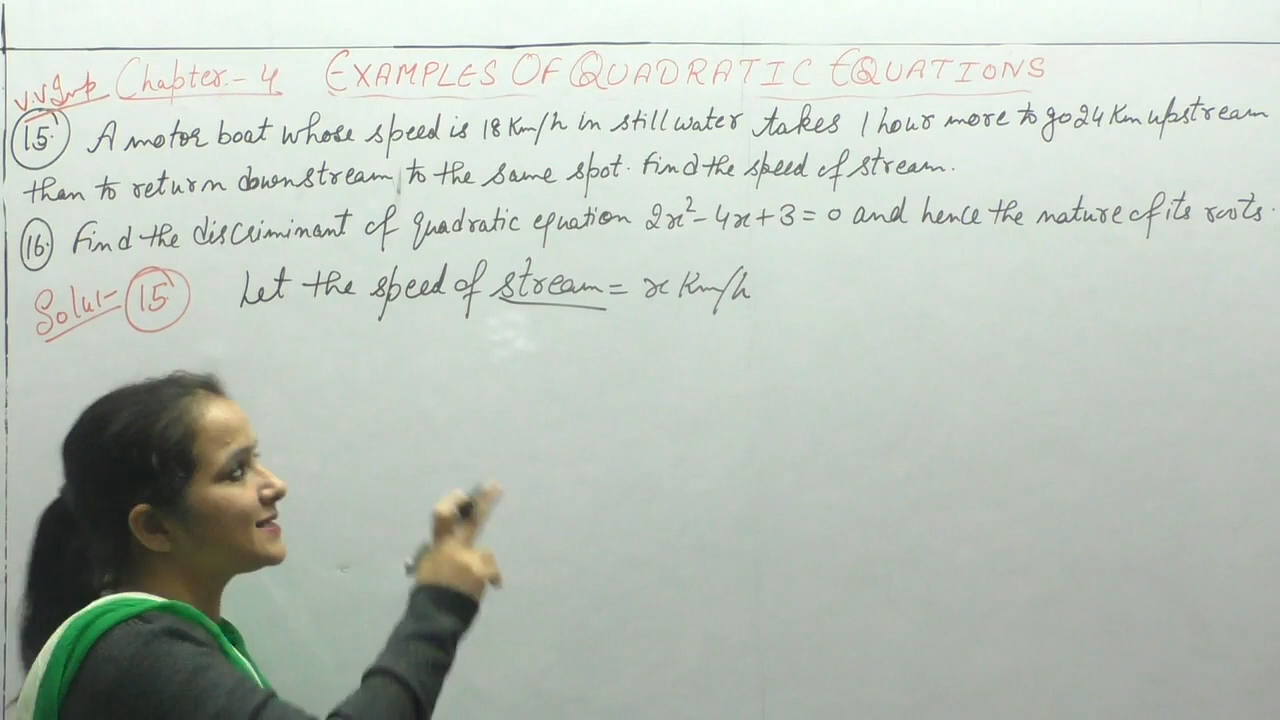 V.V Imp Chapter - 4 EXAMPLES OF QUADRATIC EQUATIONS
15. A motor boat whose speed is 18 Km/h in still water takes 1 hour more to go 24 Km upstream
than to return downstream to the same spot. Find the speed of stream.
16. Find the discriminant of quadratic equation 2x² - 4x + 3 = 0 and hence the nature of its roots.
Solu:- 15 Let the speed of stream = x Km/h